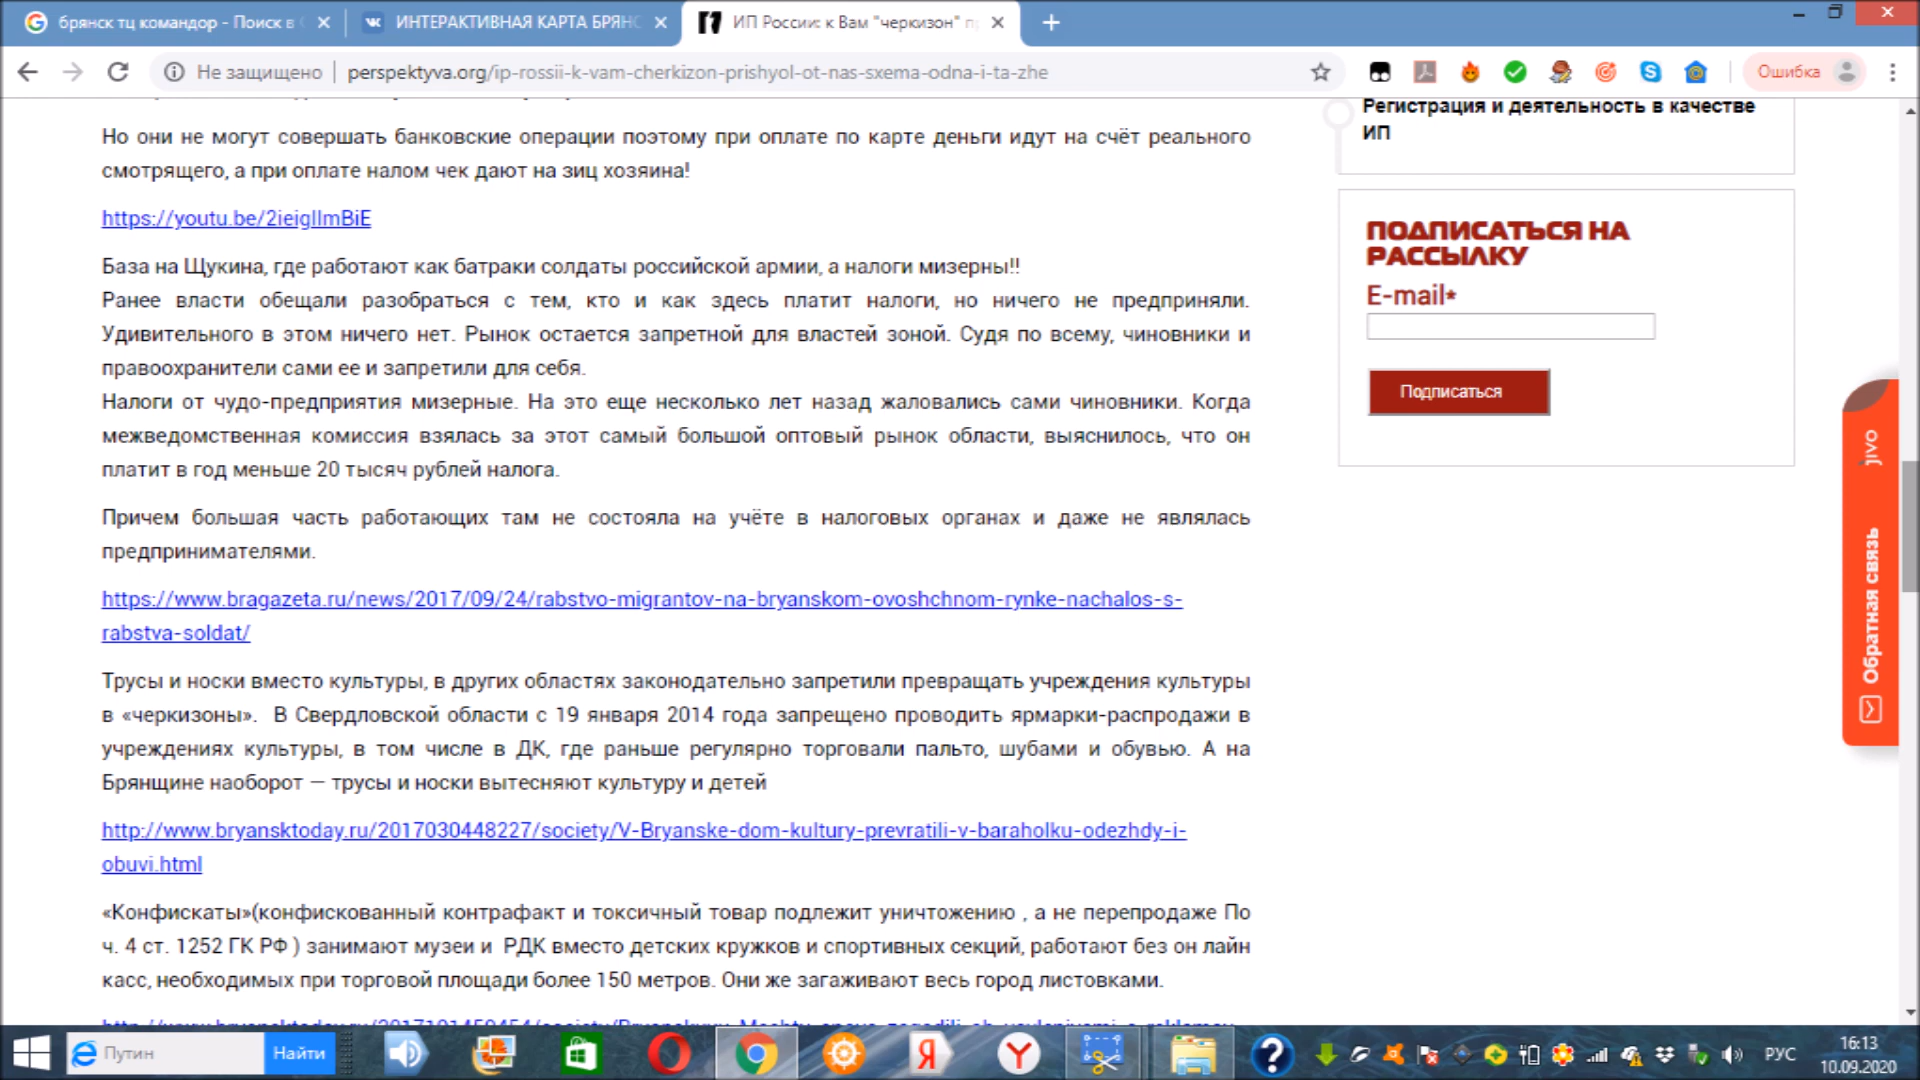 брянск тц командор - Поиск в
ИНТЕРАКТИВНАЯ КАРТА БРЯНС
ИП России: к Вам "черкизон" п
Не защищено
perspektyva.org/ip-rossii-k-vam-cherkizon-prishyol-ot-nas-sxema-odna-i-ta-zhe
Ошибка
Но они не могут совершать банковские операции поэтому при оплате по карте деньги идут на счёт реального
смотрящего, а при оплате налом чек дают на зиц хозяина!
https://youtu.be/2ieigIlmBiE
База на Щукина, где работают как батраки солдаты российской армии, а налоги мизерны!!
Ранее власти обещали разобраться с тем, кто и как здесь платит налоги, но ничего не предприняли.
Удивительного в этом ничего нет. Рынок остается запретной для властей зоной. Судя по всему, чиновники и
правоохранители сами ее и запретили для себя.
Налоги от чудо-предприятия мизерные. На это еще несколько лет назад жаловались сами чиновники. Когда
межведомственная комиссия взялась за этот самый большой оптовый рынок области, выяснилось, что он
платит в год меньше 20 тысяч рублей налога.
Причем большая часть работающих там не состояла на учёте в налоговых органах и даже не являлась
предпринимателями.
https://www.bragazeta.ru/news/2017/09/24/rabstvo-migrantov-na-bryanskom-ovoshchnom-rynke-nachalos-s-
rabstva-soldat/
Трусы и носки вместо культуры, в других областях законодательно запретили превращать учреждения культуры
в «черкизоны». В Свердловской области с 19 января 2014 года запрещено проводить ярмарки-распродажи в
учреждениях культуры, в том числе в ДК, где раньше регулярно торговали пальто, шубами и обувью. А на
Брянщине наоборот — трусы и носки вытесняют культуру и детей
http://www.bryansktoday.ru/2017030448227/society/V-Bryanske-dom-kultury-prevratili-v-baraholku-odezhdy-i-
obuvi.html
«Конфискаты»(конфискованный контрафакт и токсичный товар подлежит уничтожению , а не перепродаже По
ч. 4 ст. 1252 ГК РФ ) занимают музеи и РДК вместо детских кружков и спортивных секций, работают без он лайн
касс, необходимых при торговой площади более 150 метров. Они же загаживают весь город листовками.
Регистрация и деятельность в качестве
ИП
ПОДПИСАТЬСЯ НА
РАССЫЛКУ
E-mail*
Подписаться
jivo
Обратная связь
Путин
Найти
РУС
16:13
10.09.2020